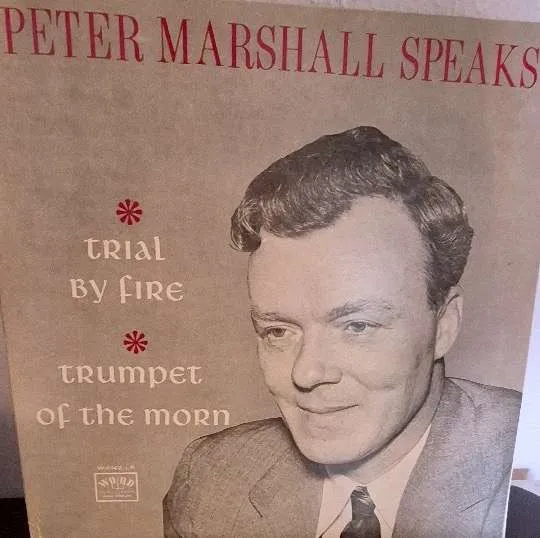 PETER MARSHALL SPEAKS
TRIAL
BY FIRE
TRUMPET
OF THE MORN
WORD